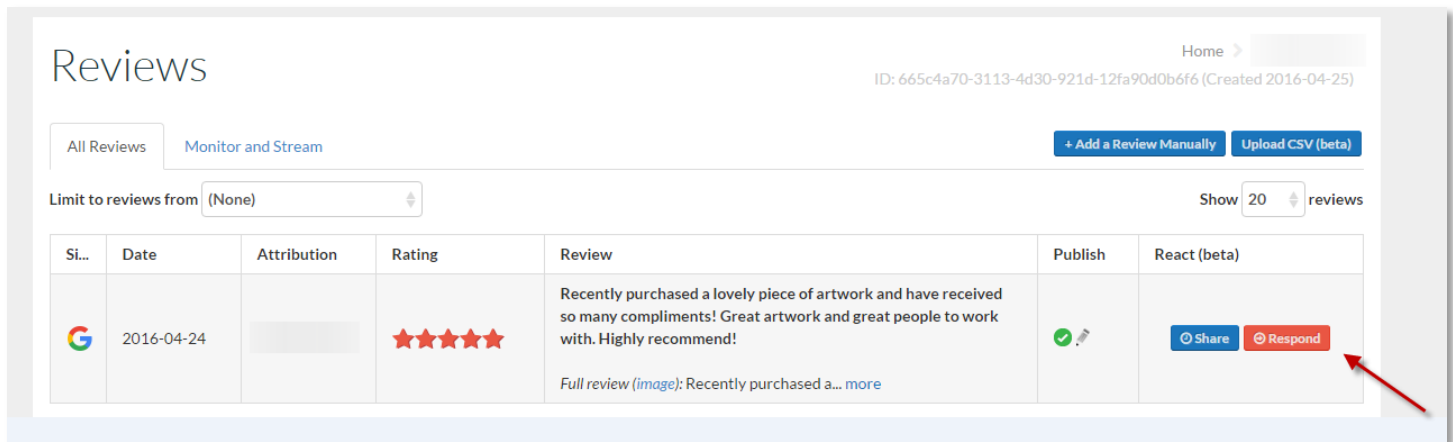 Reviews
Home
ID: 665c4a70-3113-4d30-921d-12fa90d0b6f6 (Created 2016-04-25)
All Reviews Monitor and Stream + Add a Review Manually Upload CSV (beta)
Limit to reviews from (None) Show 20 reviews
Si... Date Attribution Rating Review Publish React (beta)
Recently purchased a lovely piece of artwork and have received
so many compliments! Great artwork and great people to work
with. Highly recommend!
2016-04-24 Share Respond
Full review (image): Recently purchased a... more